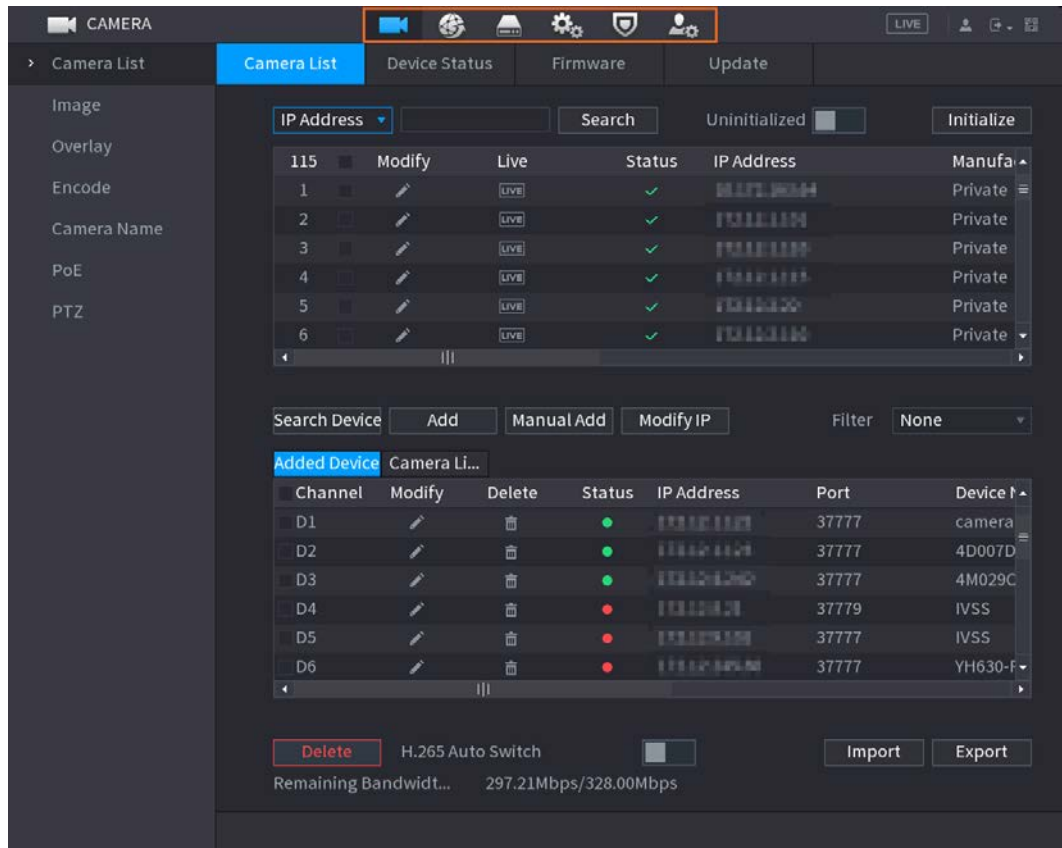 CAMERA LIVE
Camera List Camera List Device Status Firmware Update
Image
IP Address Search Uninitialized Initialize
Overlay
115 Modify Live Status IP Address Manufa
Encode
1 LIVE Private
Camera Name
2 LIVE Private
3 LIVE Private
PoE
4 LIVE Private
PTZ
5 LIVE Private
6 LIVE Private
Search Device Add Manual Add Modify IP Filter None
Added Device Camera Li...
Channel Modify Delete Status IP Address Port Device N
D1 37777 camera
D2 37777 4D007D
D3 37777 4M029C
D4 37779 IVSS
D5 37777 IVSS
D6 37777 YH630-F
Delete H.265 Auto Switch Import Export
Remaining Bandwidt... 297.21Mbps/328.00Mbps